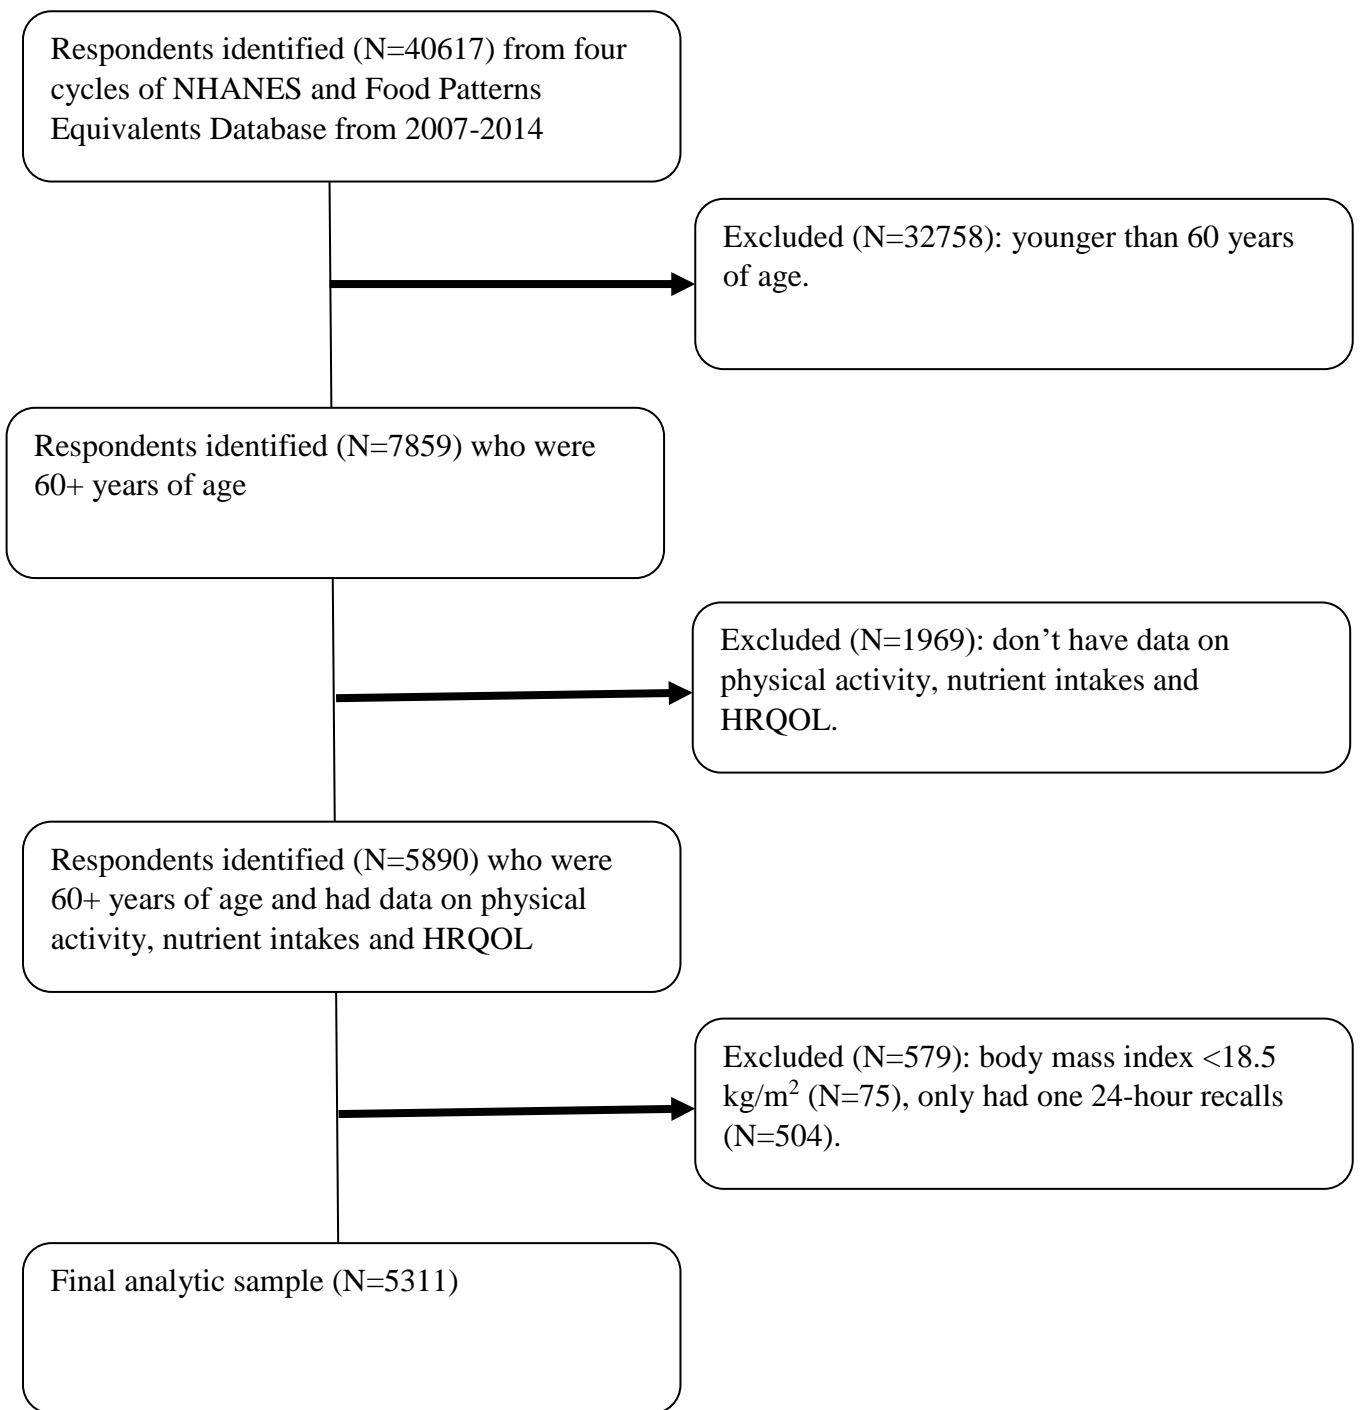 Respondents identified (N=40617) from four
cycles of NHANES and Food Patterns
Equivalents Database from 2007-2014
Excluded (N=32758): younger than 60 years
of age.
Respondents identified (N=7859) who were
60+ years of age
Excluded (N=1969): don’t have data on
physical activity, nutrient intakes and
HRQOL.
Respondents identified (N=5890) who were
60+ years of age and had data on physical
activity, nutrient intakes and HRQOL
Excluded (N=579): body mass index <18.5
kg/m² (N=75), only had one 24-hour recalls
(N=504).
Final analytic sample (N=5311)